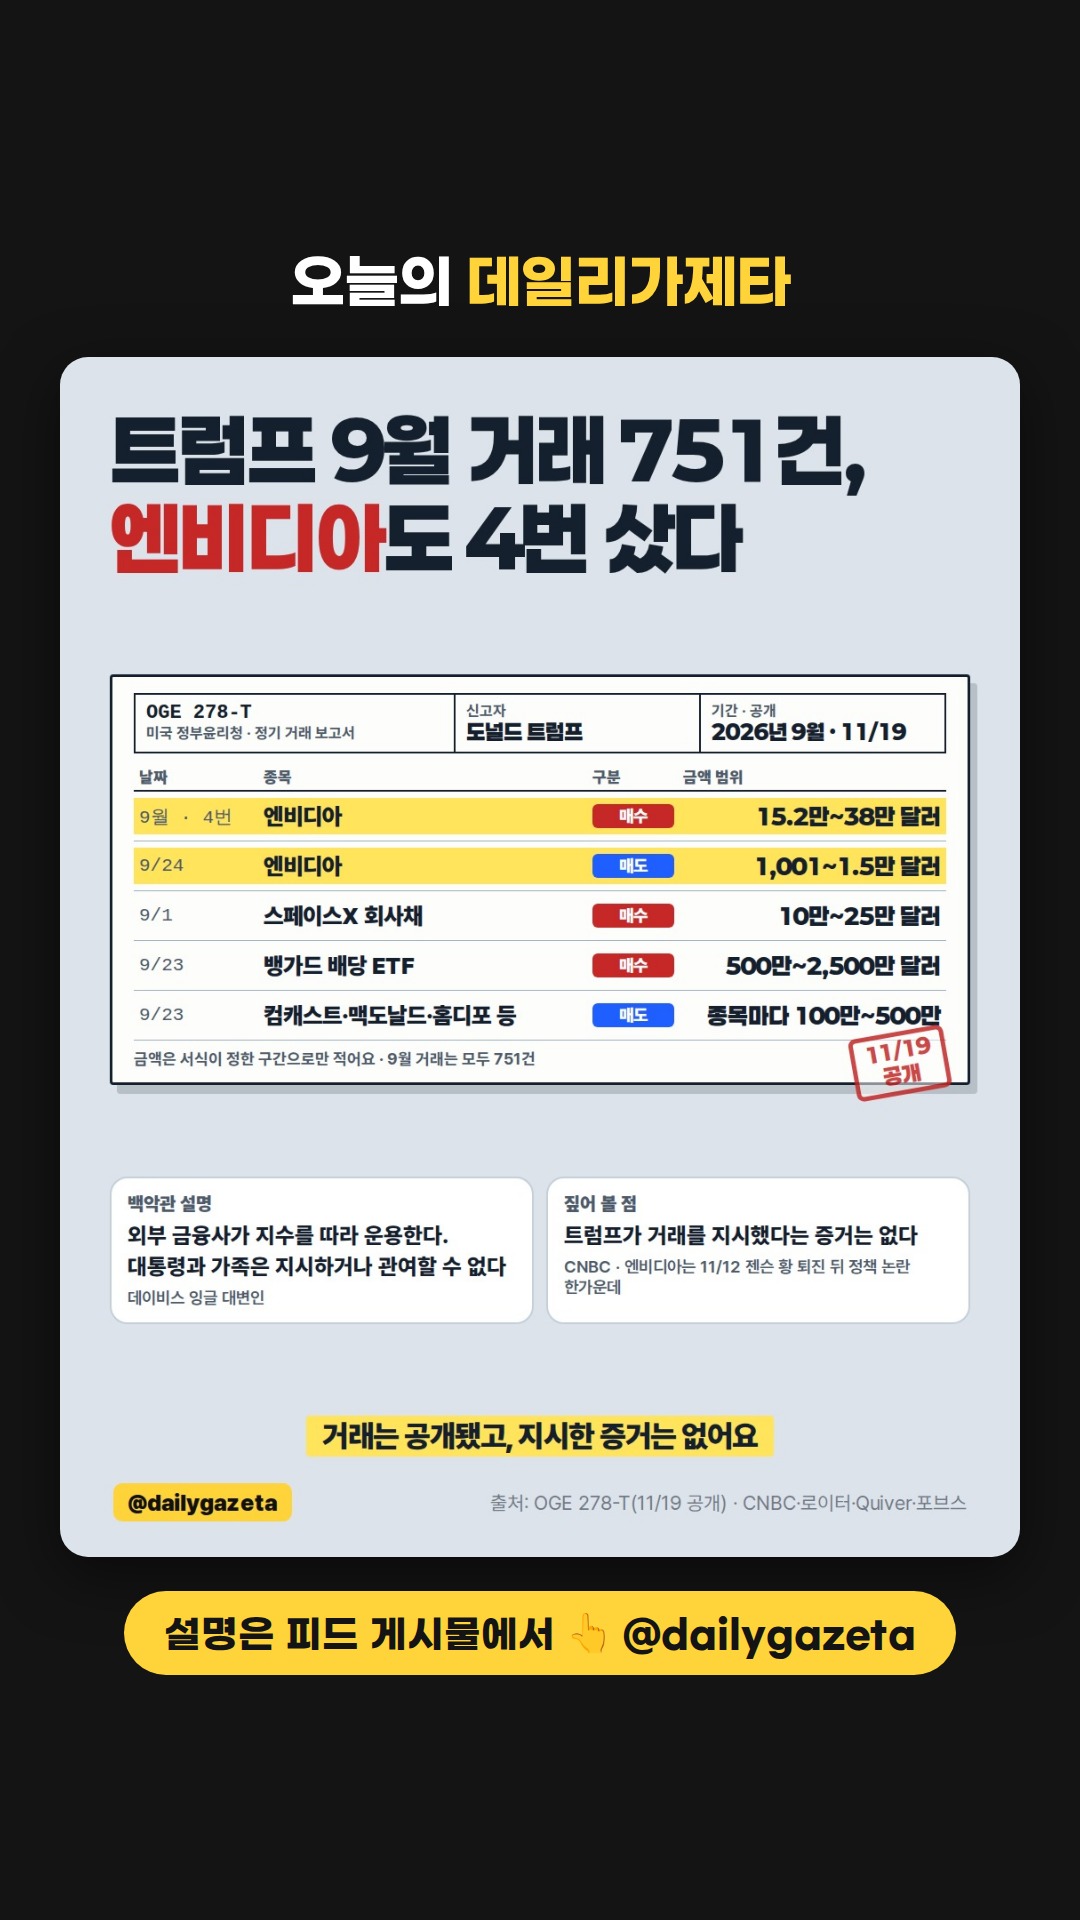 오늘의 데일리가제타
트럼프 9월 거래 751건,
엔비디아도 4번 샀다
OGE 278-T
미국 정부윤리청 · 정기 거래 보고서
신고자
도널드 트럼프
기간 · 공개
2026년 9월 · 11/19
날짜 종목 구분 금액 범위
9월 · 4번 엔비디아 매수 15.2만~38만 달러
9/24 엔비디아 매도 1,001~1.5만 달러
9/1 스페이스X 회사채 매수 10만~25만 달러
9/23 뱅가드 배당 ETF 매수 500만~2,500만 달러
9/23 컴캐스트·맥도날드·홈디포 등 매도 종목마다 100만~500만
금액은 서식이 정한 구간으로만 적어요 · 9월 거래는 모두 751건
11/19
공개
백악관 설명
외부 금융사가 지수를 따라 운용한다.
대통령과 가족은 지시하거나 관여할 수 없다
데이비스 잉글 대변인
짚어 볼 점
트럼프가 거래를 지시했다는 증거는 없다
CNBC · 엔비디아는 11/12 젠슨 황 퇴진 뒤 정책 논란
한가운데
거래는 공개됐고, 지시한 증거는 없어요
@dailygazeta
출처: OGE 278-T(11/19 공개) · CNBC·로이터·Quiver·포브스
설명은 피드 게시물에서 👆 @dailygazeta